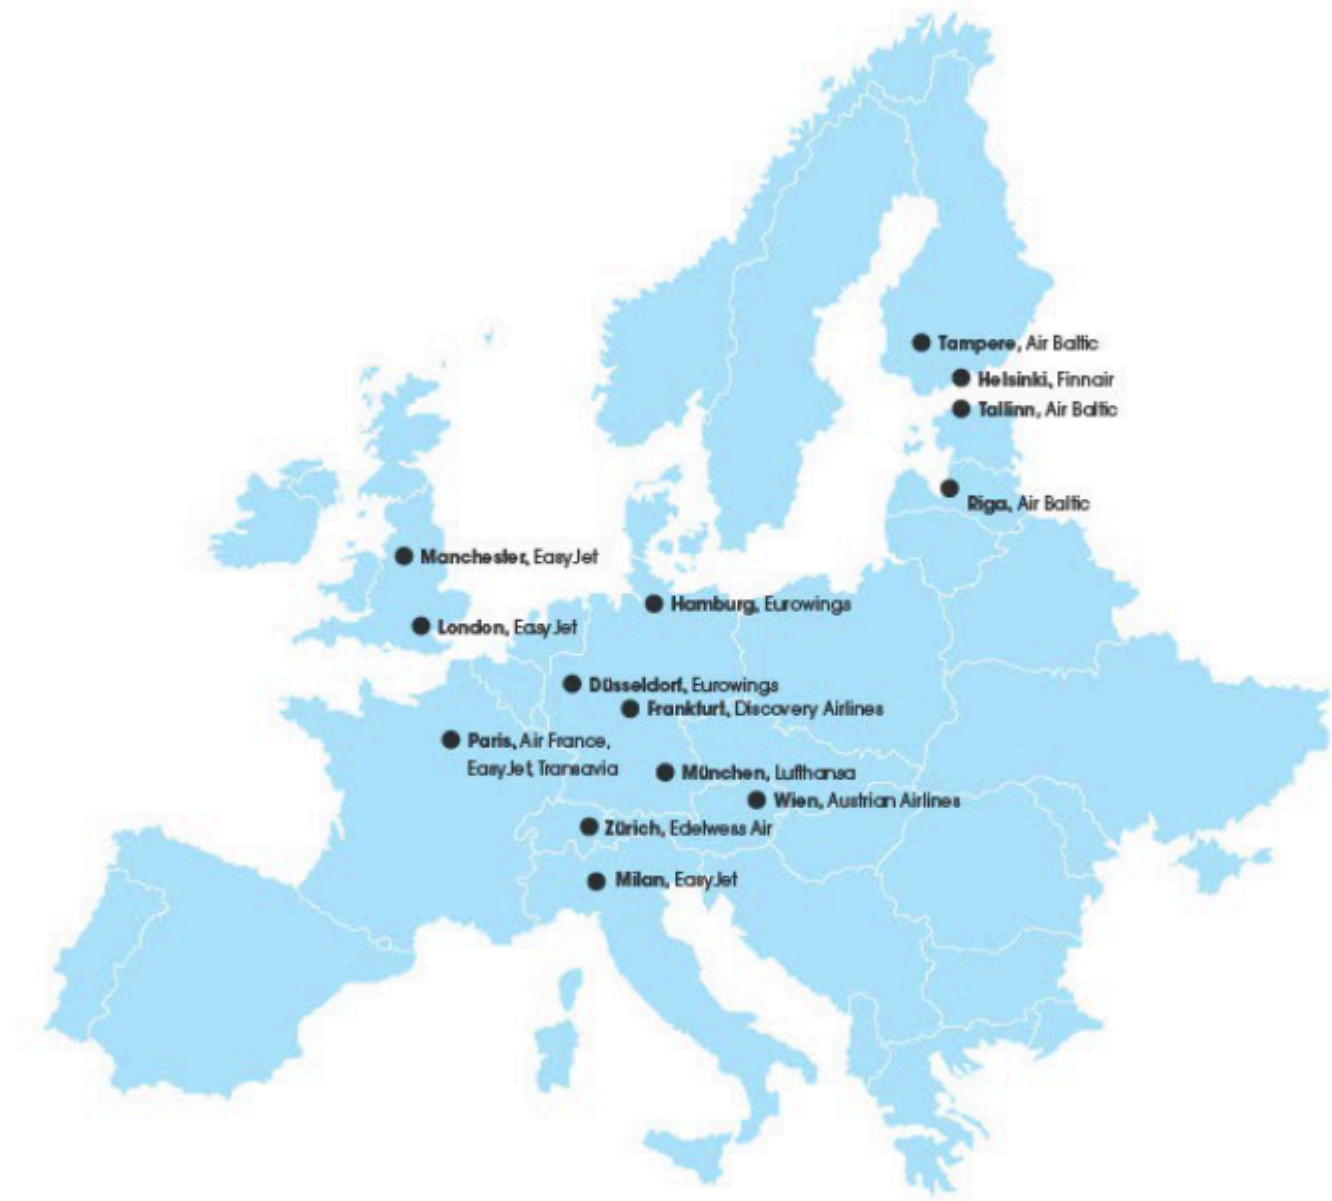 Tampere, Air Baltic
Helsinki, Finnair
Tallinn, Air Baltic
Riga, Air Baltic
Manchester, EasyJet
Hamburg, Eurowings
London, EasyJet
Düsseldorf, Eurowings
Frankfurt, Discovery Airlines
Paris, Air France,
EasyJet, Transavia
München, Lufthansa
Wien, Austrian Airlines
Zürich, Edelwess Air
Milan, EasyJet